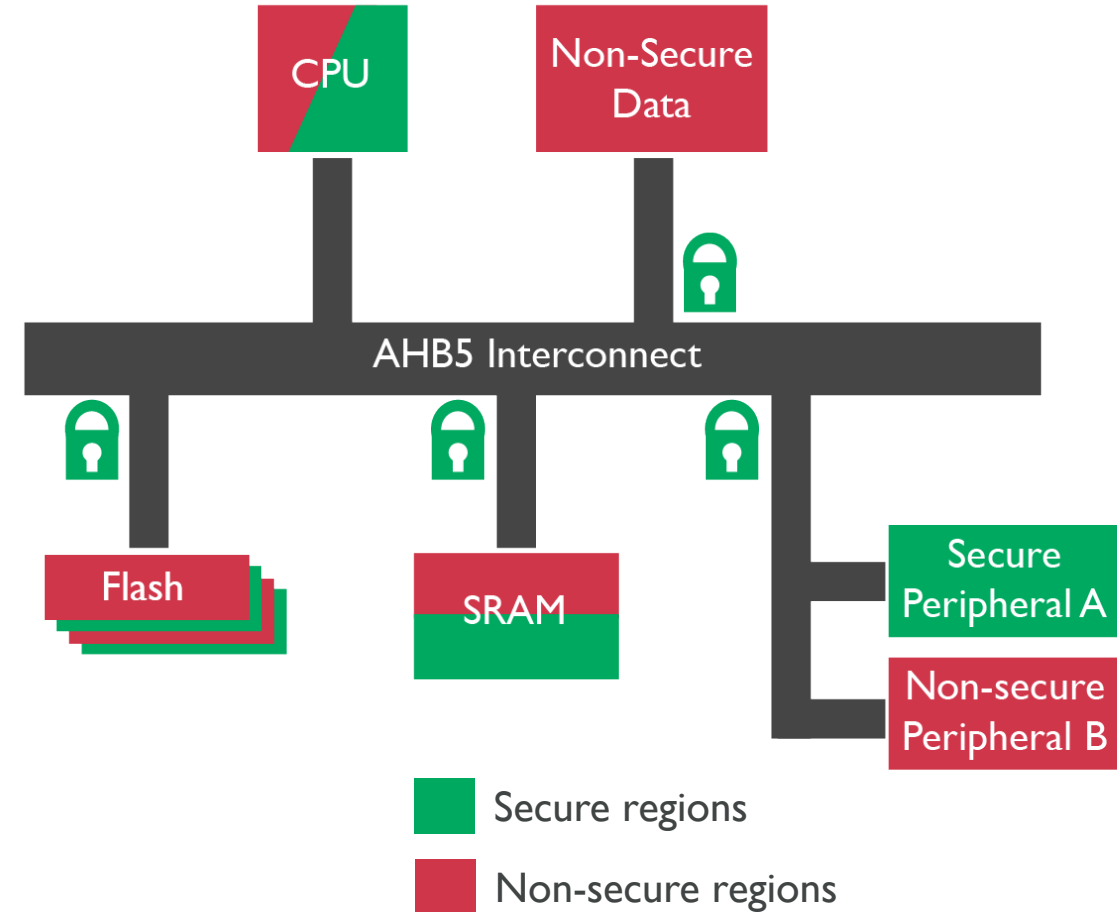 CPU
Non-Secure
Data
AHB5 Interconnect
Flash
SRAM
Secure
Peripheral A
Non-secure
Peripheral B
Secure regions
Non-secure regions